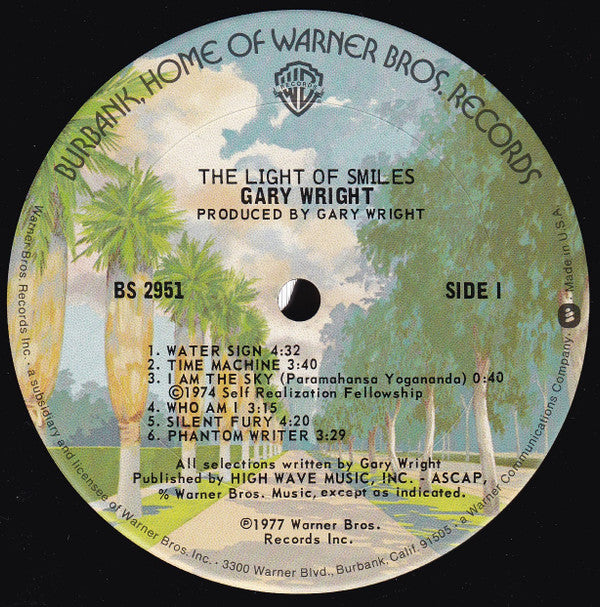 BURBANK, HOME OF WARNER BROS. RECORDS
WB
RECORDS
THE LIGHT OF SMILES
GARY WRIGHT
PRODUCED BY GARY WRIGHT
BS 2951
SIDE 1
1. WATER SIGN 4:32
2. TIME MACHINE 3:40
3. I AM THE SKY (Paramahansa Yogananda) 0:40
©1974 Self Realization Fellowship
4. WHO AM I 3:15
5. SILENT FURY 4:20
6. PHANTOM WRITER 3:29
All selections written by Gary Wright
Published by HIGH WAVE MUSIC, INC. - ASCAP,
% Warner Bros. Music, except as indicated.
℗1977 Warner Bros.
Records Inc.
Warner Bros. Records Inc. · a subsidiary and licensee of Warner Bros. Inc. · 3300 Warner Blvd., Burbank, Calif. 91505 · a Warner Communications Company · Made in U.S.A.